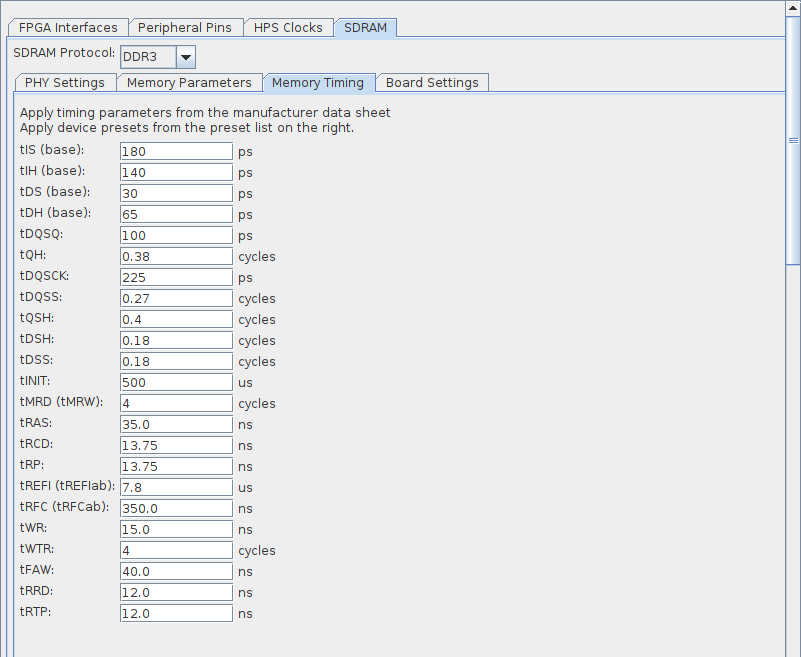 FPGA Interfaces Peripheral Pins HPS Clocks SDRAM
SDRAM Protocol: DDR3
PHY Settings Memory Parameters Memory Timing Board Settings
Apply timing parameters from the manufacturer data sheet
Apply device presets from the preset list on the right.
tIS (base): 180 ps
tIH (base): 140 ps
tDS (base): 30 ps
tDH (base): 65 ps
tDQSQ: 100 ps
tQH: 0.38 cycles
tDQSCK: 225 ps
tDQSS: 0.27 cycles
tQSH: 0.4 cycles
tDSH: 0.18 cycles
tDSS: 0.18 cycles
tINIT: 500 us
tMRD (tMRW): 4 cycles
tRAS: 35.0 ns
tRCD: 13.75 ns
tRP: 13.75 ns
tREFI (tREFIab): 7.8 us
tRFC (tRFCab): 350.0 ns
tWR: 15.0 ns
tWTR: 4 cycles
tFAW: 40.0 ns
tRRD: 12.0 ns
tRTP: 12.0 ns